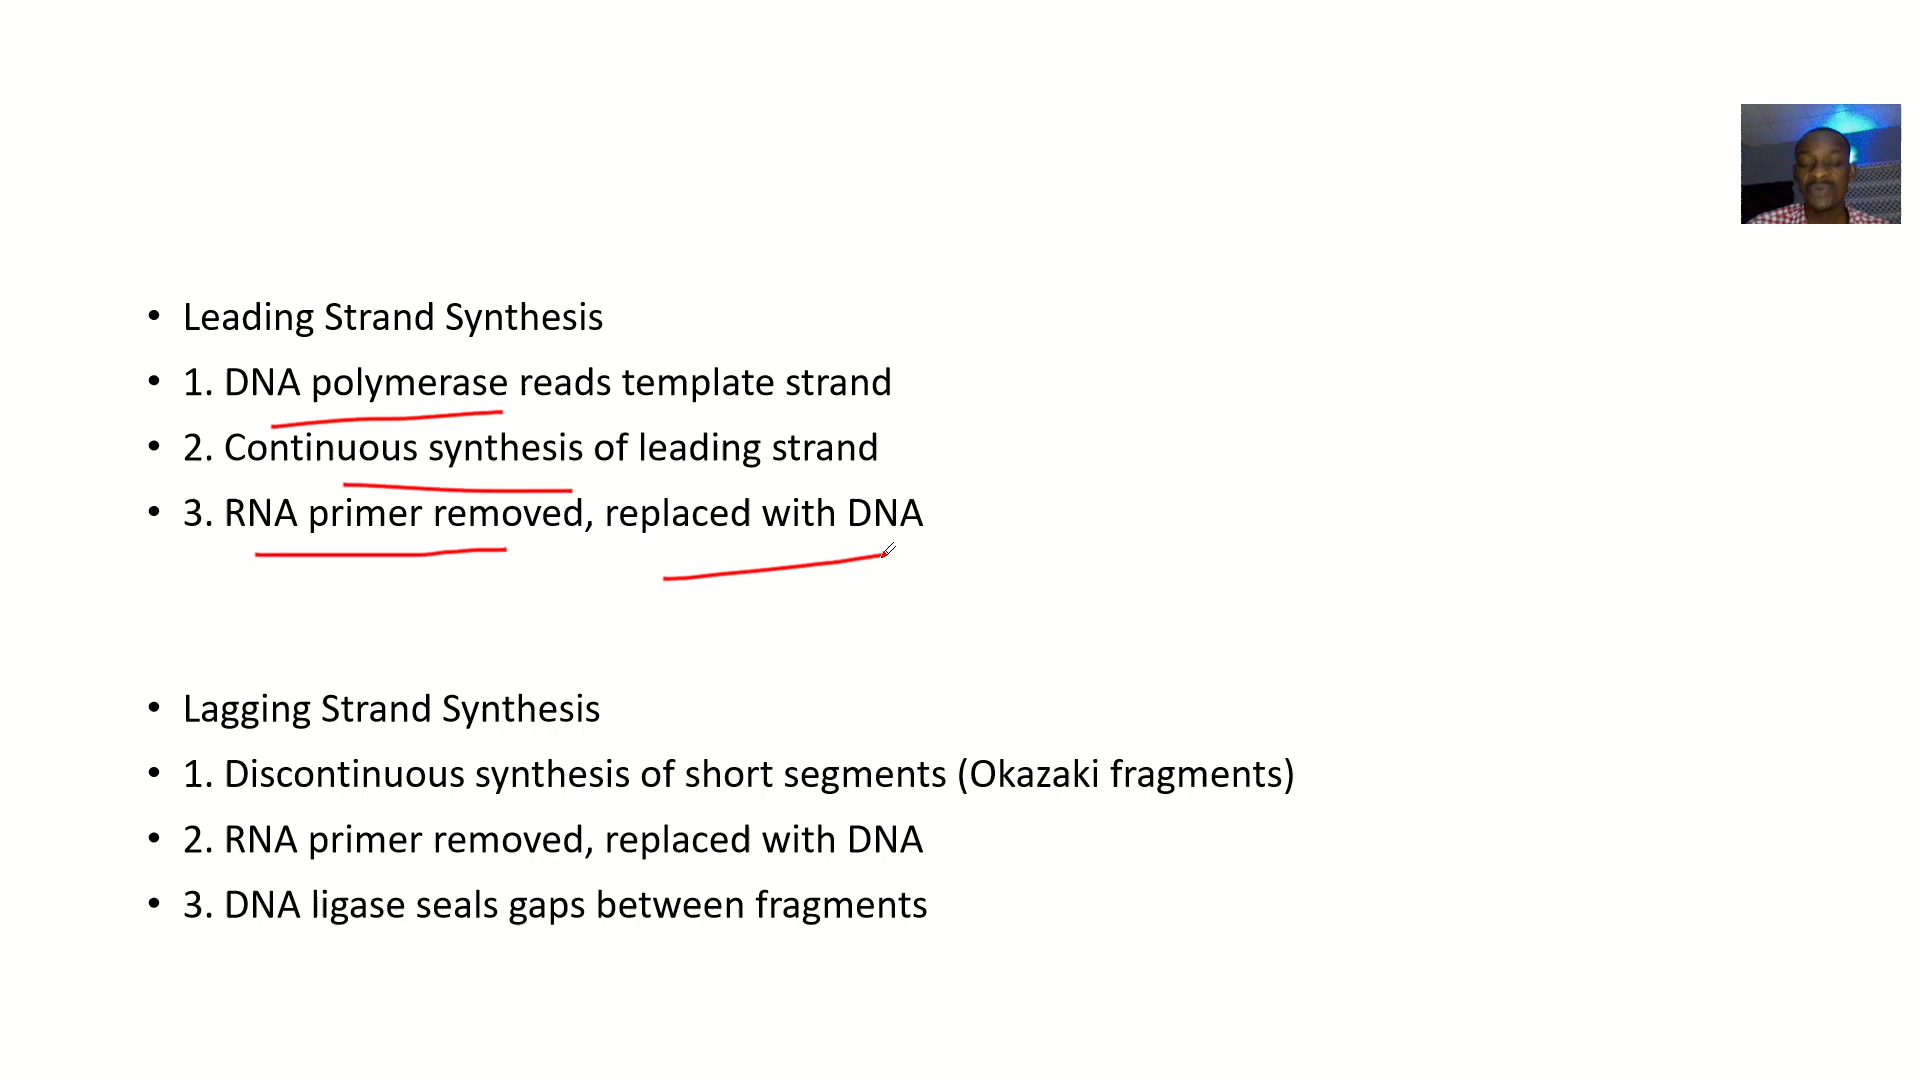 • Leading Strand Synthesis
• 1. DNA polymerase reads template strand
• 2. Continuous synthesis of leading strand
• 3. RNA primer removed, replaced with DNA
• Lagging Strand Synthesis
• 1. Discontinuous synthesis of short segments (Okazaki fragments)
• 2. RNA primer removed, replaced with DNA
• 3. DNA ligase seals gaps between fragments